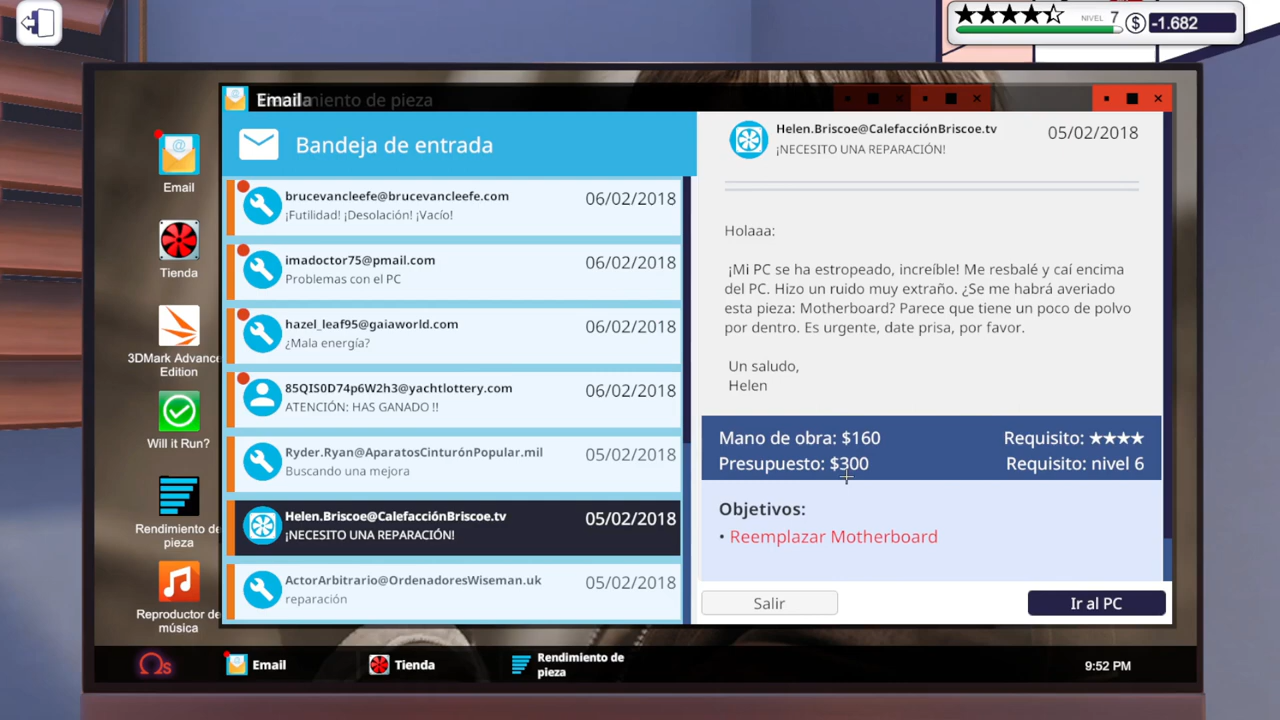 NIVEL 7
$ -1.682
Email
Rendimiento de pieza
Bandeja de entrada
brucevancleefe@brucevancleefe.com 06/02/2018
¡Futilidad! ¡Desolación! ¡Vacío!
imadoctor75@pmail.com 06/02/2018
Problemas con el PC
hazel_leaf95@gaiaworld.com 06/02/2018
¿Mala energía?
85QIS0D74p6W2h3@yachtlottery.com 06/02/2018
ATENCIÓN: HAS GANADO !!
Ryder.Ryan@AparatosCinturónPopular.mil 05/02/2018
Buscando una mejora
Helen.Briscoe@CalefacciónBriscoe.tv 05/02/2018
¡NECESITO UNA REPARACIÓN!
ActorArbitrario@OrdenadoresWiseman.uk 05/02/2018
reparación
Helen.Briscoe@CalefacciónBriscoe.tv 05/02/2018
¡NECESITO UNA REPARACIÓN!
Holaaa:
¡Mi PC se ha estropeado, increíble! Me resbalé y caí encima
del PC. Hizo un ruido muy extraño. ¿Se me habrá averiado
esta pieza: Motherboard? Parece que tiene un poco de polvo
por dentro. Es urgente, date prisa, por favor.
Un saludo,
Helen
Mano de obra: $160 Requisito: ★★★★
Presupuesto: $300 Requisito: nivel 6
Objetivos:
• Reemplazar Motherboard
Salir
Ir al PC
Email
Tienda
3DMark Advance
Edition
Will it Run?
Rendimiento de
pieza
Reproductor de
música
Email
Tienda
Rendimiento de
pieza
9:52 PM